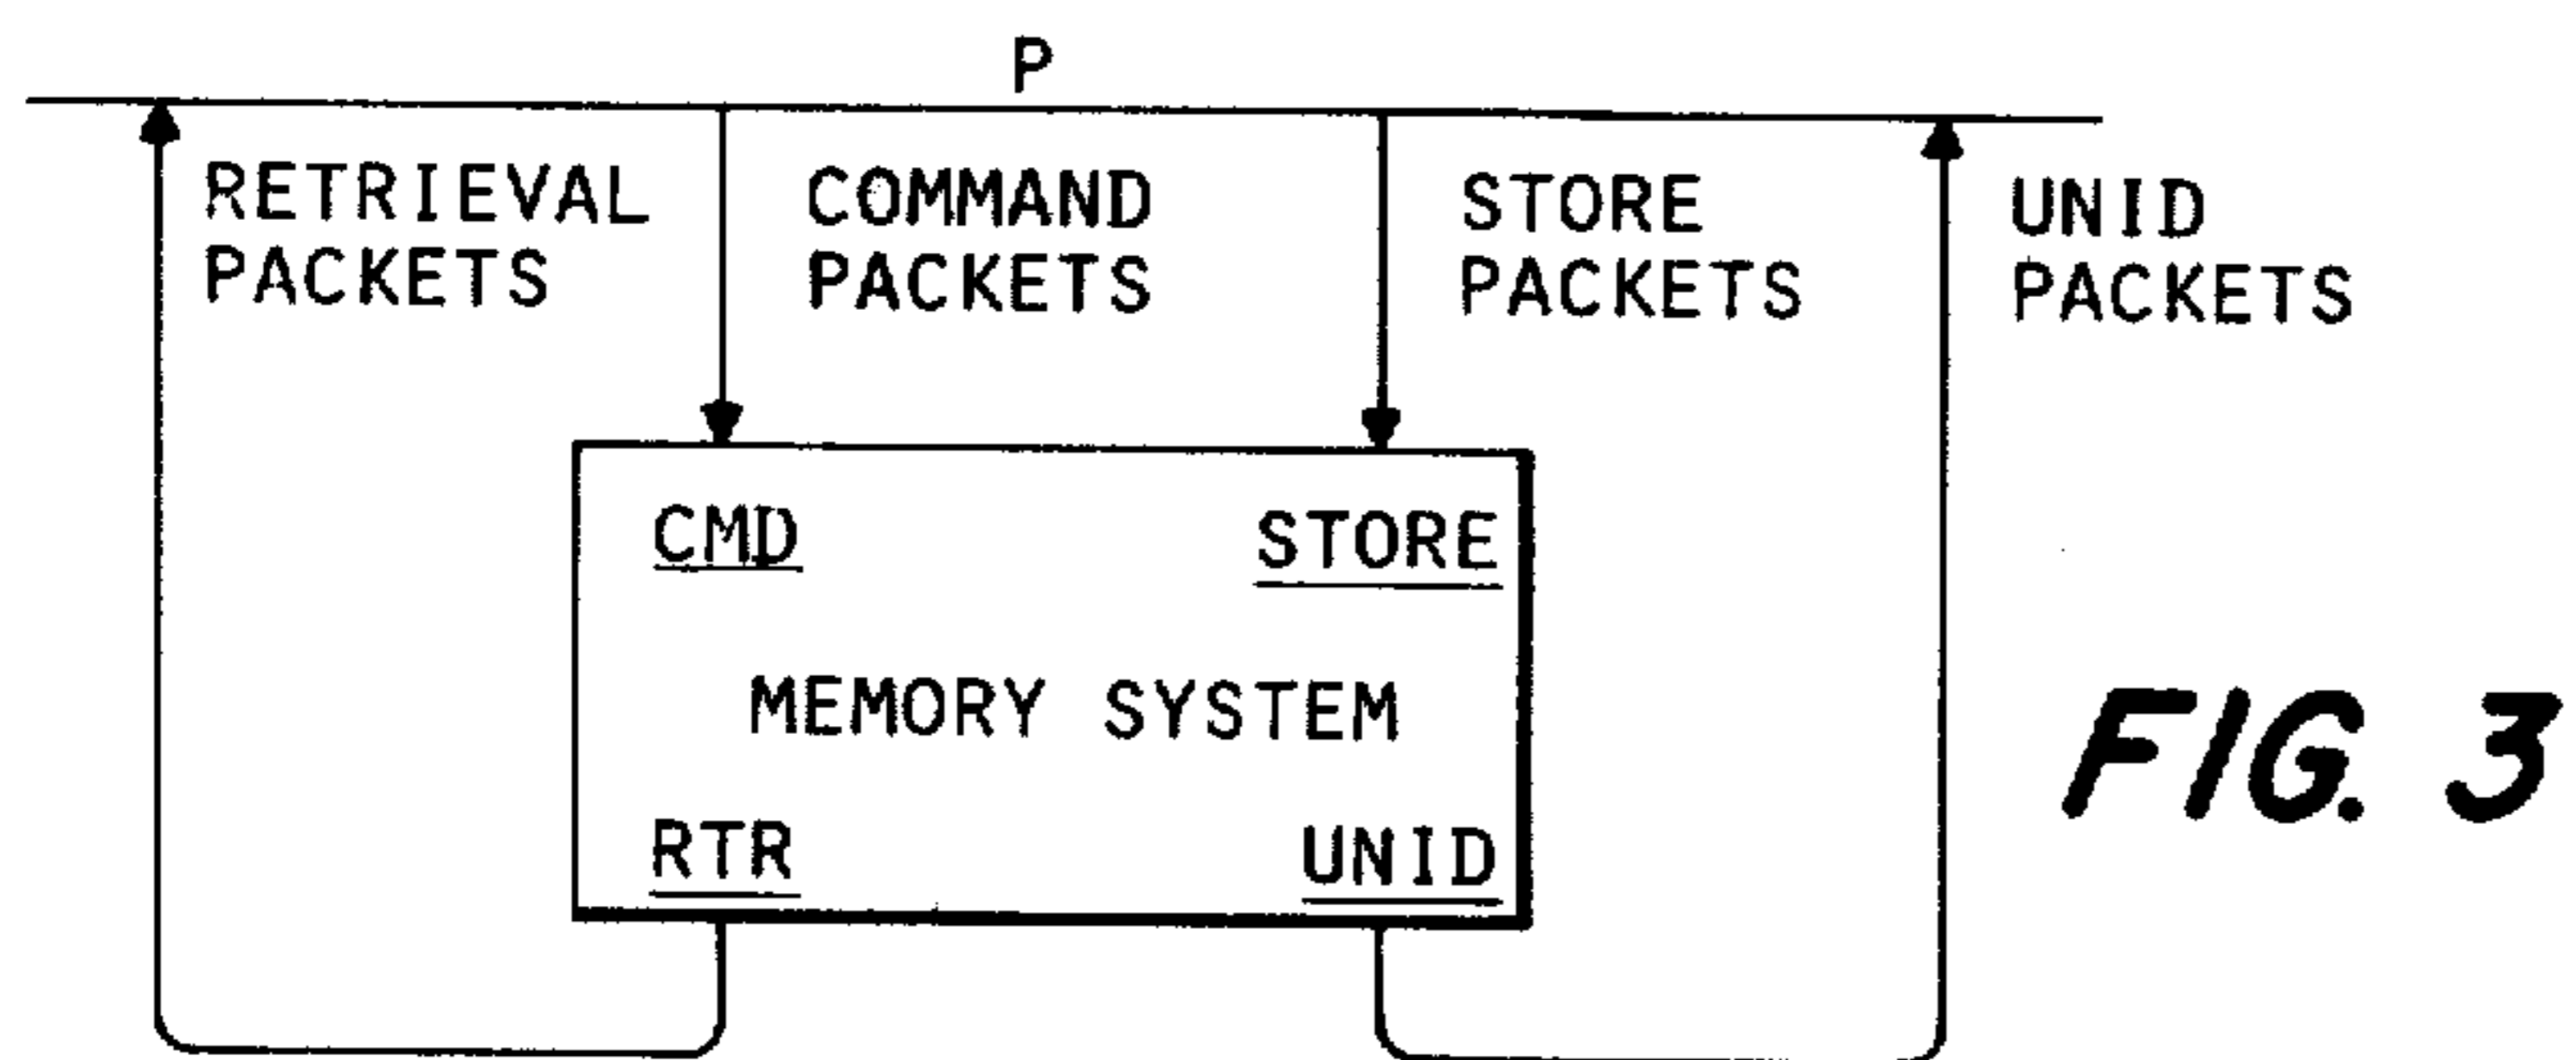 P
RETRIEVAL
PACKETS
COMMAND
PACKETS
STORE
PACKETS
UNID
PACKETS
CMD
STORE
MEMORY SYSTEM
RTR
UNID
FIG. 3